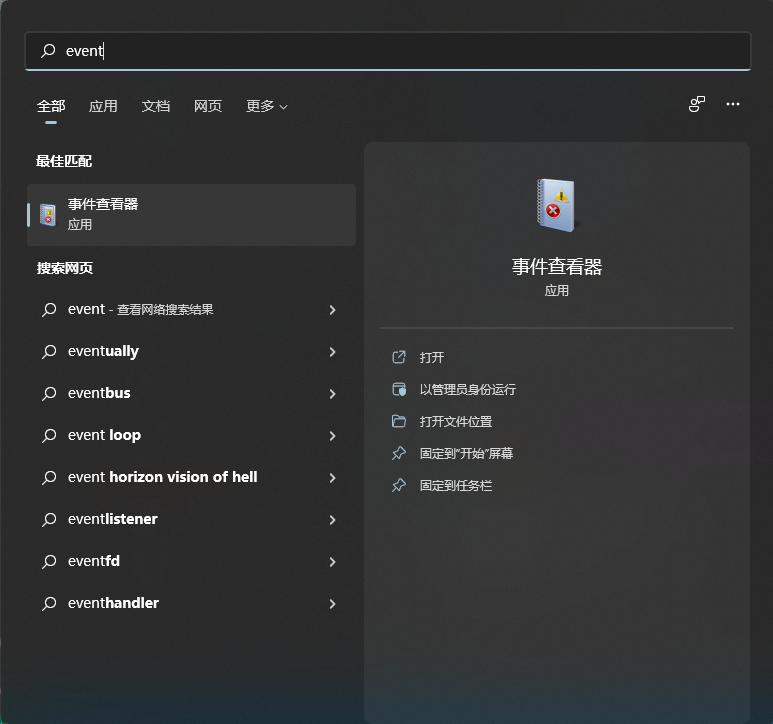 event
全部 应用 文档 网页 更多
最佳匹配
事件查看器
应用
搜索网页
event - 查看网络搜索结果
eventually
eventbus
event loop
event horizon vision of hell
eventlistener
eventfd
eventhandler
事件查看器
应用
打开
以管理员身份运行
打开文件位置
固定到"开始"屏幕
固定到任务栏